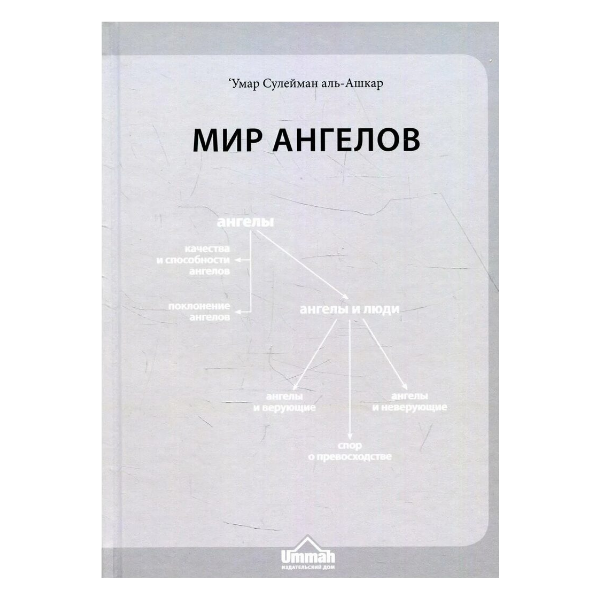 ‘Умар Сулейман аль-Ашкар
МИР АНГЕЛОВ
ангелы
качества
и способности
ангелов
поклонение
ангелов
ангелы и люди
ангелы
и верующие
ангелы
и неверующие
спор
о превосходстве
Ummah
ИЗДАТЕЛЬСКИЙ ДОМ